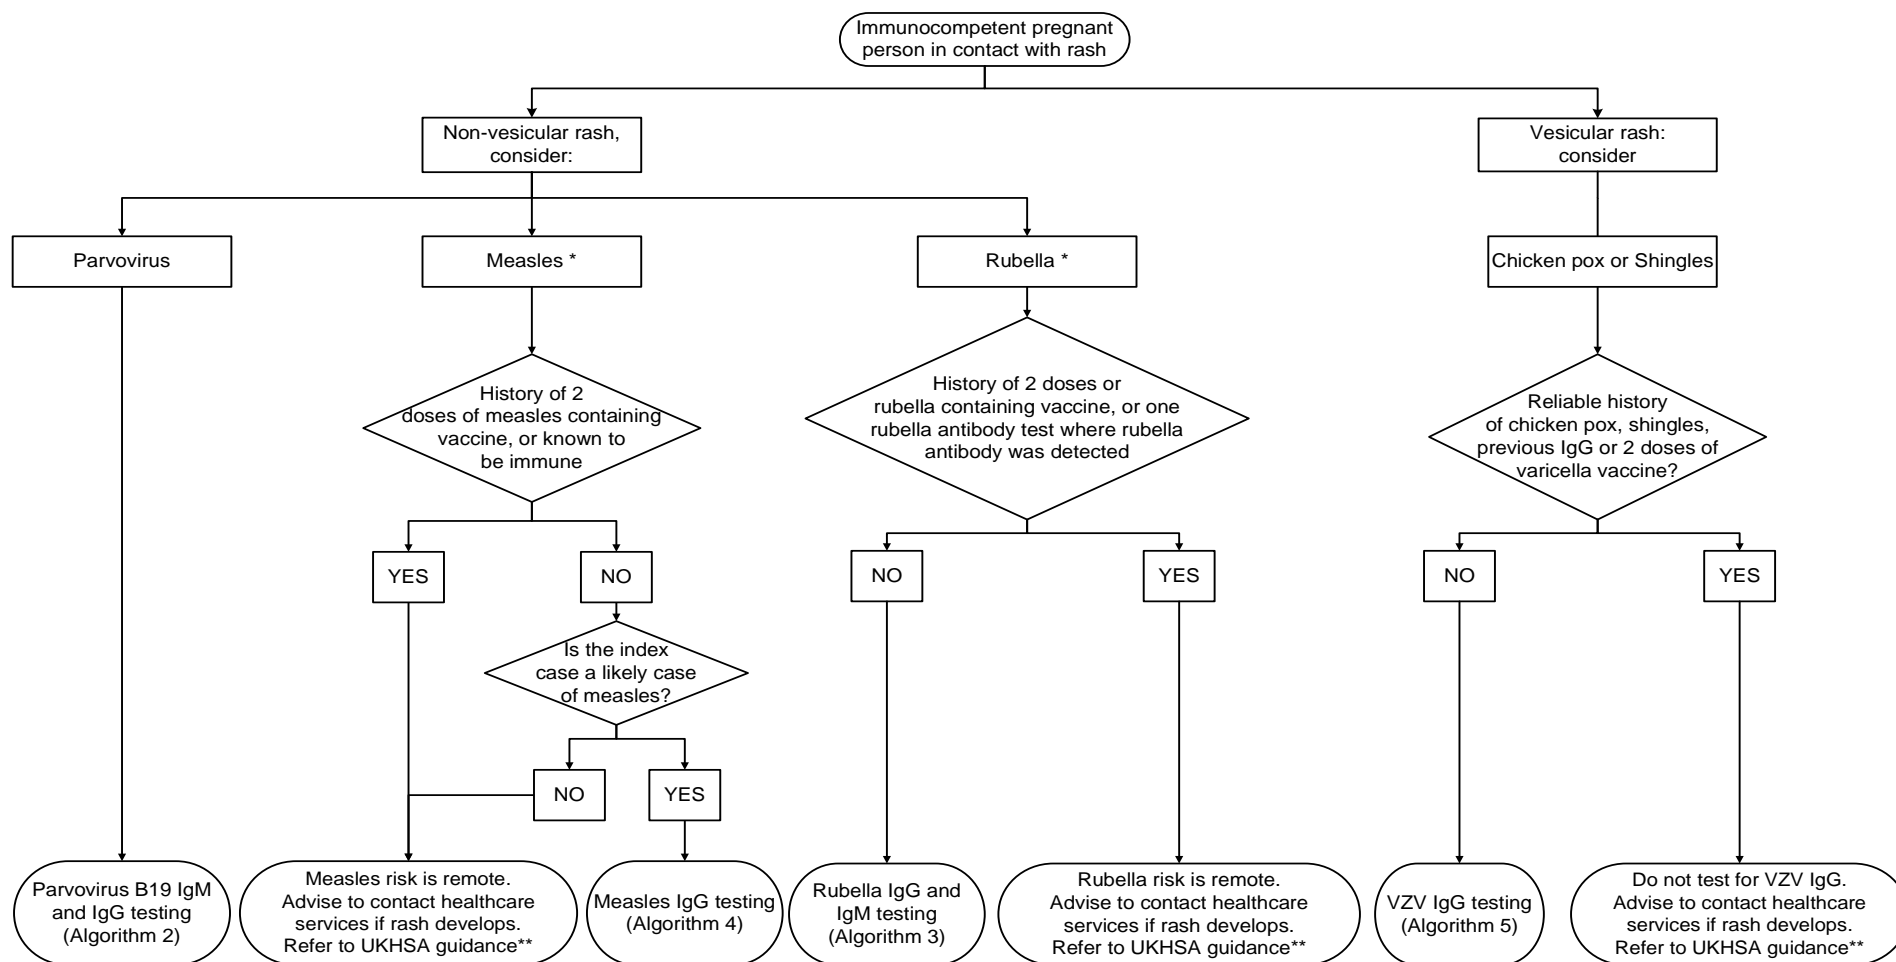 Immunocompetent pregnant
person in contact with rash
Non-vesicular rash,
consider:
Vesicular rash:
consider
Parvovirus
Measles *
Rubella *
Chicken pox or Shingles
History of 2
doses of measles containing
vaccine, or known to
be immune
History of 2 doses or
rubella containing vaccine, or one
rubella antibody test where rubella
antibody was detected
Reliable history
of chicken pox, shingles,
previous IgG or 2 doses of
varicella vaccine?
YES
NO
NO
YES
NO
YES
Is the index
case a likely case
of measles?
NO
YES
Parvovirus B19 IgM
and IgG testing
(Algorithm 2)
Measles risk is remote.
Advise to contact healthcare
services if rash develops.
Refer to UKHSA guidance**
Measles IgG testing
(Algorithm 4)
Rubella IgG and
IgM testing
(Algorithm 3)
Rubella risk is remote.
Advise to contact healthcare
services if rash develops.
Refer to UKHSA guidance**
VZV IgG testing
(Algorithm 5)
Do not test for VZV IgG.
Advise to contact healthcare
services if rash develops.
Refer to UKHSA guidance**